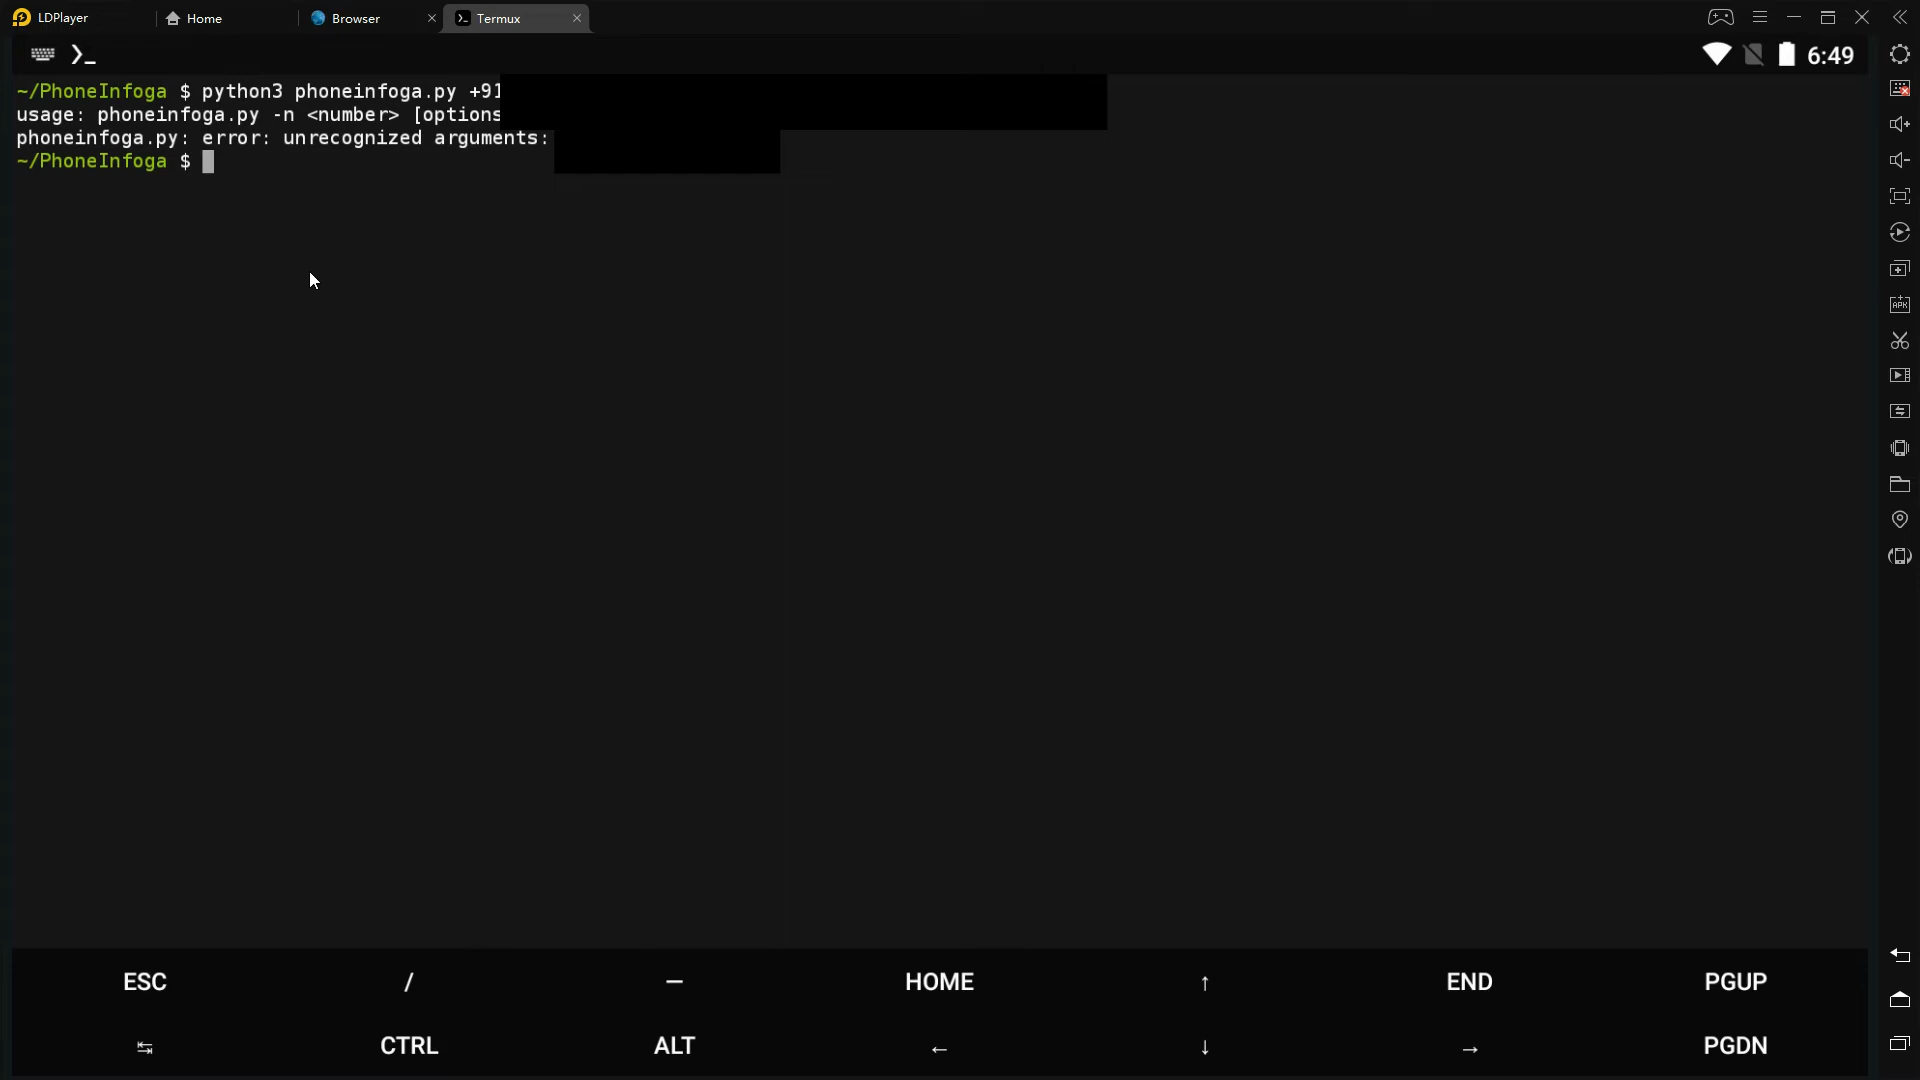 LDPlayer Home Browser Termux
6:49
~/PhoneInfoga $ python3 phoneinfoga.py +91
usage: phoneinfoga.py -n <number> [options
phoneinfoga.py: error: unrecognized arguments:
~/PhoneInfoga $
ESC / — HOME ↑ END PGUP
↹ CTRL ALT ← ↓ → PGDN
APK